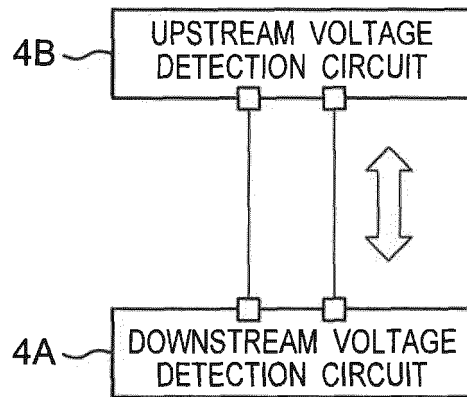 4B
UPSTREAM VOLTAGE
DETECTION CIRCUIT
4A
DOWNSTREAM VOLTAGE
DETECTION CIRCUIT